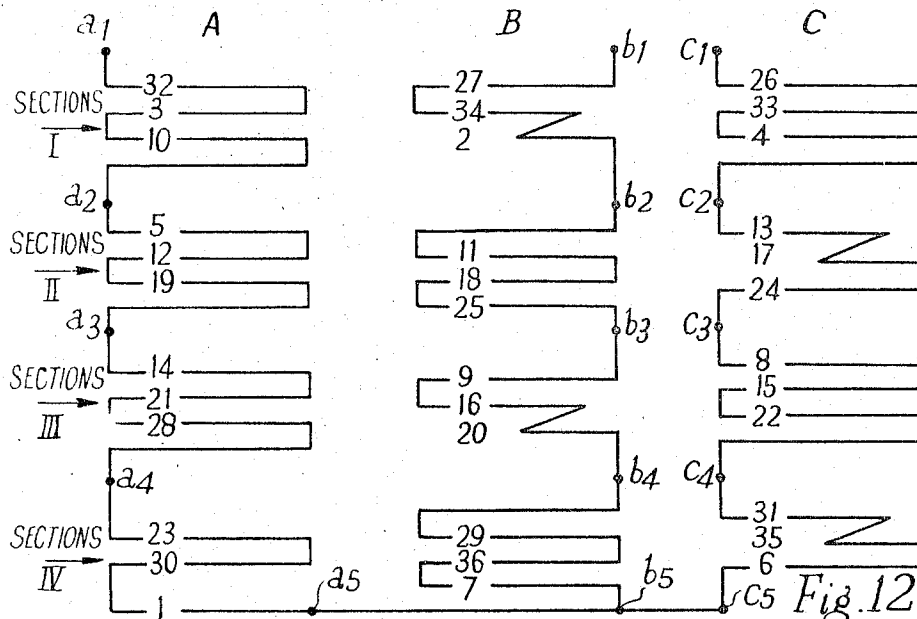 a1 A B b1 C1 C
32 27 26
SECTIONS 3 34 33
I 10 2 4
a2 b2 C2
5 13
SECTIONS 12 11 17
II 19 18 24
25
a3 b3 C3
14 9 8
SECTIONS 21 16 15
III 28 20 22
a4 b4 C4
23 29 31
SECTIONS 30 36 35
IV 7 6
1 a5 b5 C5 Fig.12